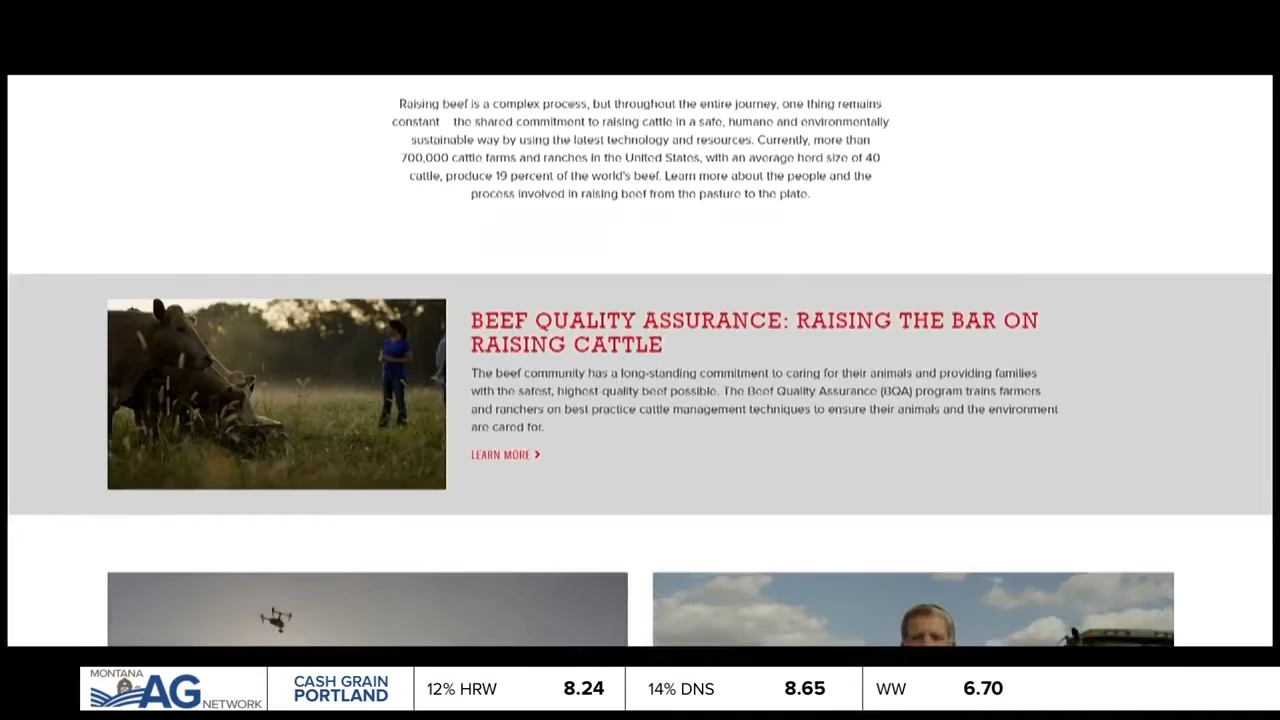 Raising beef is a complex process, but throughout the entire journey, one thing remains
constant the shared commitment to raising cattle in a safe, humane and environmentally
sustainable way by using the latest technology and resources. Currently, more than
700,000 cattle farms and ranches in the United States, with an average herd size of 40
cattle, produce 19 percent of the world's beef. Learn more about the people and the
process involved in raising beef from the pasture to the plate.
BEEF QUALITY ASSURANCE: RAISING THE BAR ON
RAISING CATTLE
The beef community has a long-standing commitment to caring for their animals and providing families
with the safest, highest-quality beef possible. The Beef Quality Assurance (BQA) program trains farmers
and ranchers on best practice cattle management techniques to ensure their animals and the environment
are cared for.
LEARN MORE >
MONTANA
AG NETWORK
CASH GRAIN
PORTLAND
12% HRW 8.24
14% DNS 8.65
WW 6.70